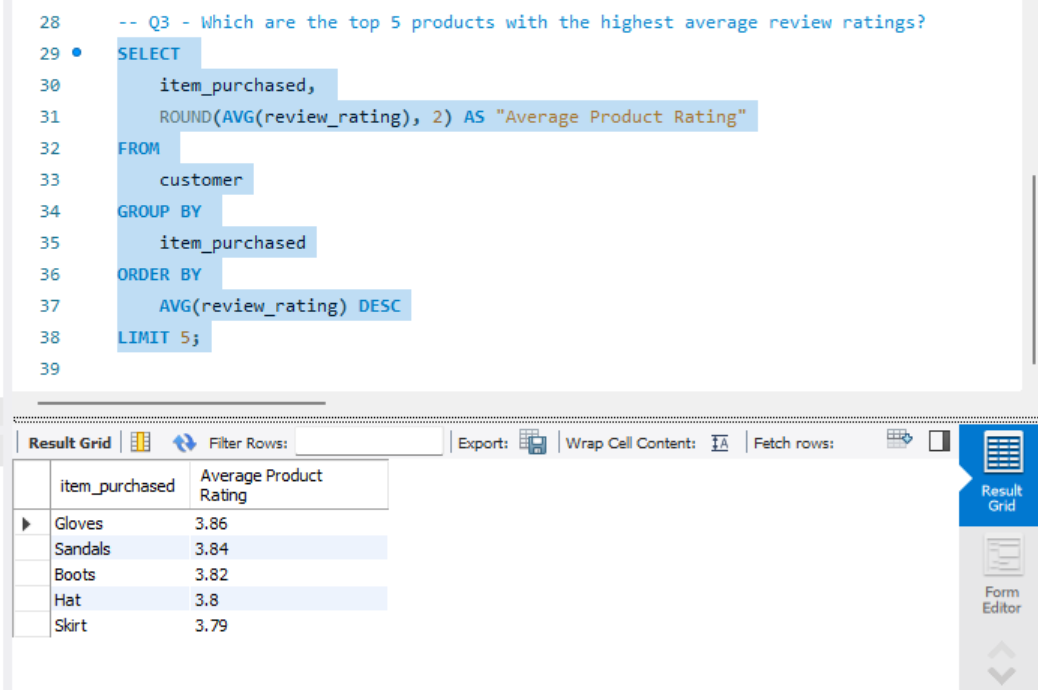 28 -- Q3 - Which are the top 5 products with the highest average review ratings?
29 SELECT
30 item_purchased,
31 ROUND(AVG(review_rating), 2) AS "Average Product Rating"
32 FROM
33 customer
34 GROUP BY
35 item_purchased
36 ORDER BY
37 AVG(review_rating) DESC
38 LIMIT 5;
39
Result Grid Filter Rows: Export: Wrap Cell Content: IA Fetch rows:
item_purchased Average Product
Rating
Gloves 3.86
Sandals 3.84
Boots 3.82
Hat 3.8
Skirt 3.79
Result
Grid
Form
Editor